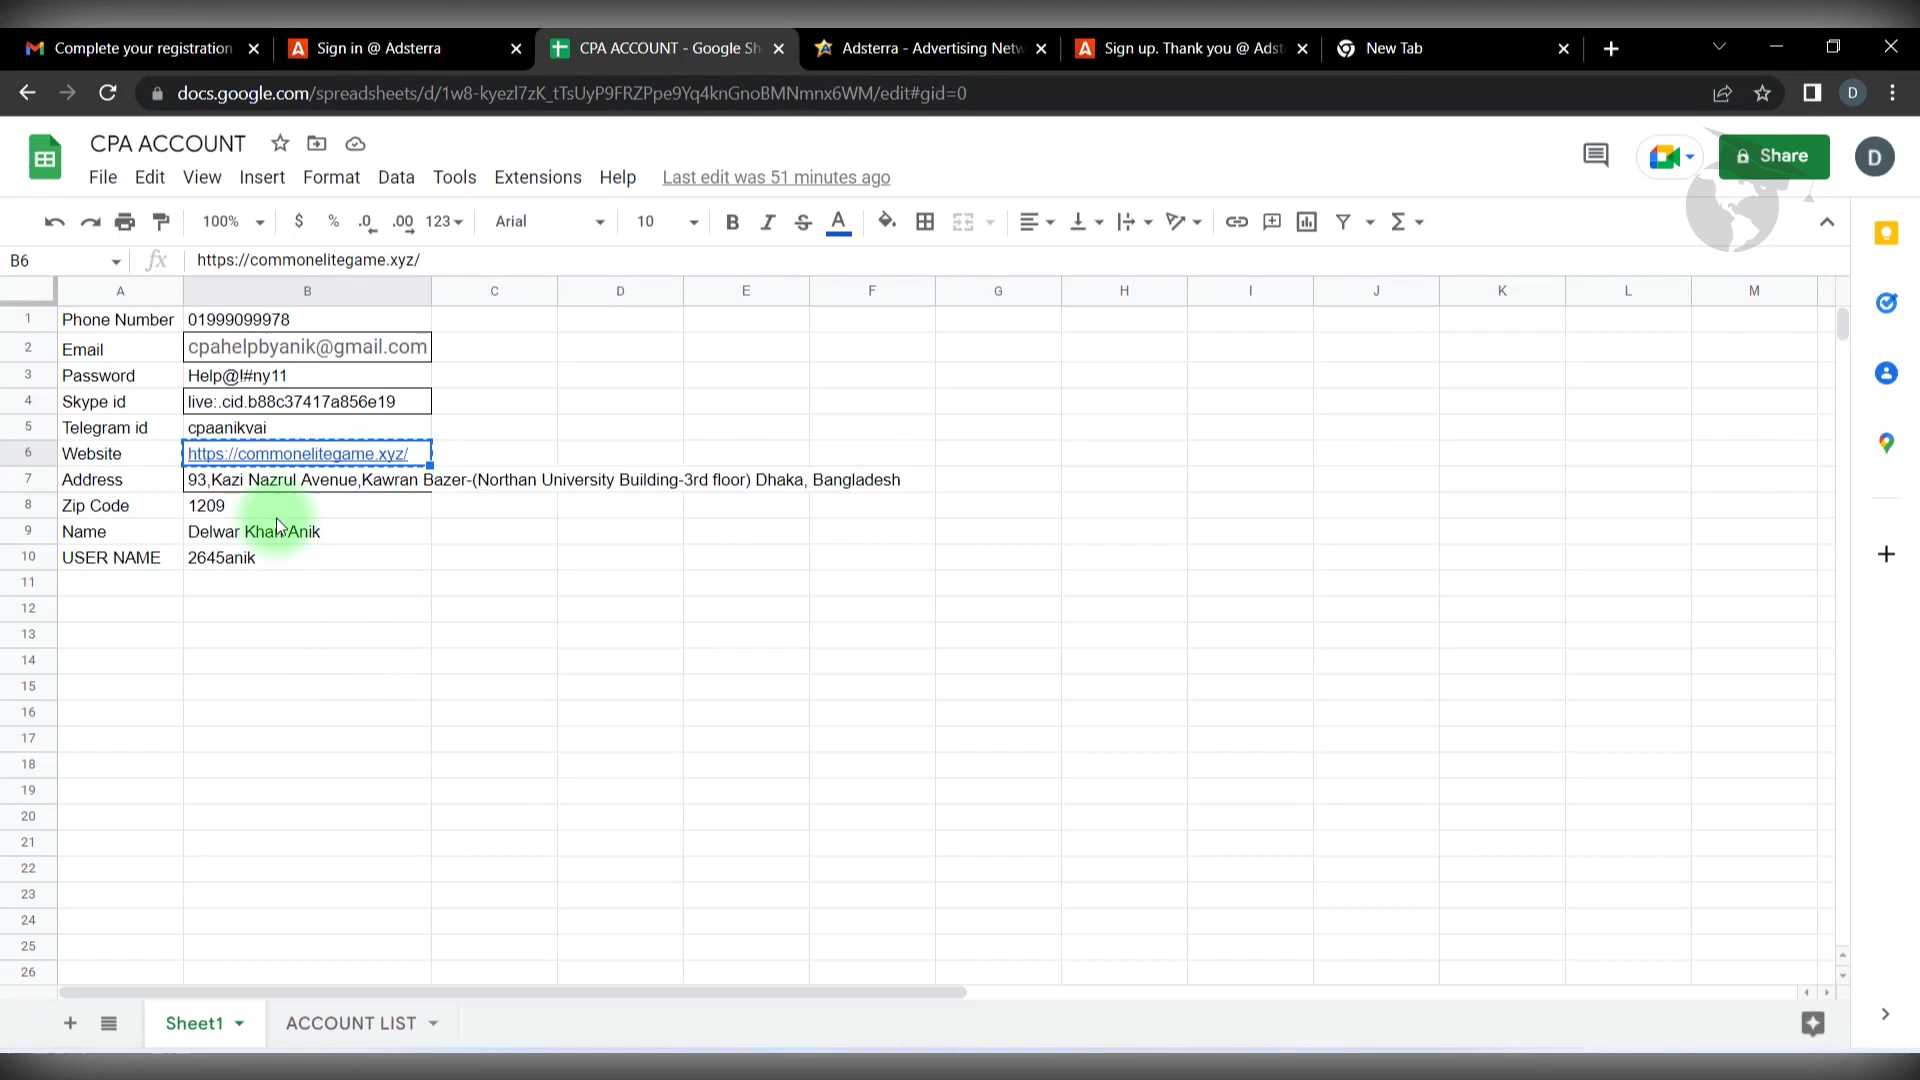 Complete your registration
Sign in @ Adsterra
CPA ACCOUNT - Google Sh
Adsterra - Advertising Netw
Sign up. Thank you @ Adst
New Tab
docs.google.com/spreadsheets/d/1w8-kyezl7zK_tTsUyP9FRZPpe9Yq4knGnoBMNmnx6WM/edit#gid=0
D
CPA ACCOUNT
Share
D
File Edit View Insert Format Data Tools Extensions Help Last edit was 51 minutes ago
100% $ % .0 .00 123 Arial 10 B I S A
B6 fx https://commonelitegame.xyz/
A B C D E F G H I J K L M
1 Phone Number 01999099978
2 Email cpahelpbyanik@gmail.com
3 Password Help@!#ny11
4 Skype id live:.cid.b88c37417a856e19
5 Telegram id cpaanikvai
6 Website https://commonelitegame.xyz/
7 Address 93,Kazi Nazrul Avenue,Kawran Bazer-(Northan University Building-3rd floor) Dhaka, Bangladesh
8 Zip Code 1209
9 Name Delwar Khan Anik
10 USER NAME 2645anik
11
12
13
14
15
16
17
18
19
20
21
22
23
24
25
26
Sheet1 ACCOUNT LIST